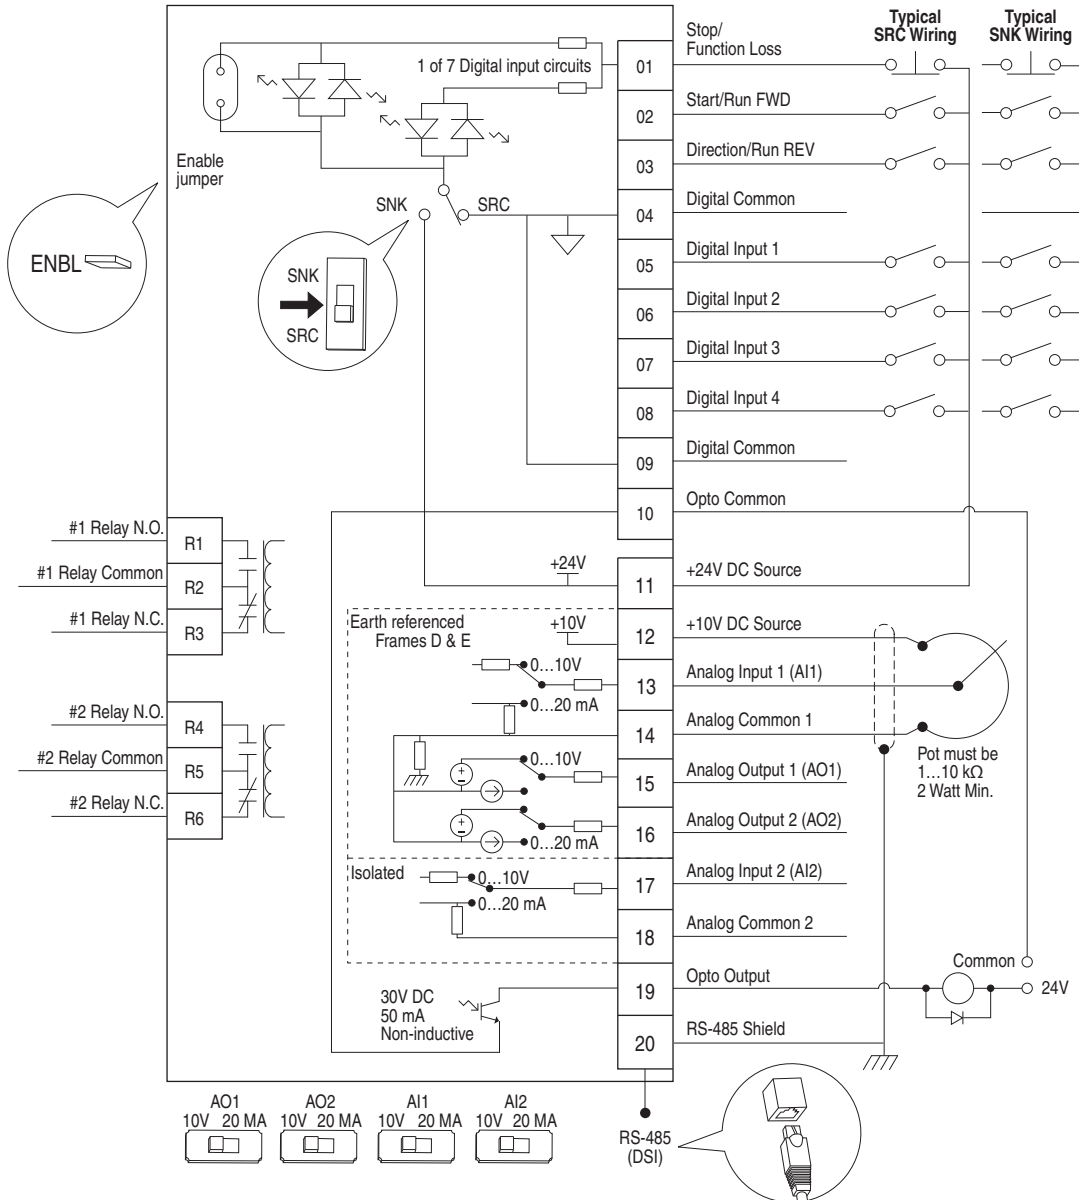 Typical
SRC Wiring
Typical
SNK Wiring
Stop/
Function Loss
1 of 7 Digital input circuits
01
Start/Run FWD
02
Enable
jumper
Direction/Run REV
03
SNK
SRC
Digital Common
04
ENBL
SNK
SRC
Digital Input 1
05
Digital Input 2
06
Digital Input 3
07
Digital Input 4
08
Digital Common
09
Opto Common
10
#1 Relay N.O.
R1
#1 Relay Common
R2
#1 Relay N.C.
R3
+24V
11
+24V DC Source
Earth referenced
Frames D & E
+10V
12
+10V DC Source
0…10V
13
Analog Input 1 (AI1)
0…20 mA
14
Analog Common 1
Pot must be
1…10 kΩ
2 Watt Min.
#2 Relay N.O.
R4
#2 Relay Common
R5
#2 Relay N.C.
R6
0…10V
15
Analog Output 1 (AO1)
16
Analog Output 2 (AO2)
0…20 mA
Isolated
0…10V
17
Analog Input 2 (AI2)
0…20 mA
18
Analog Common 2
Common
24V
30V DC
50 mA
Non-inductive
19
Opto Output
20
RS-485 Shield
AO1
10V 20 MA
AO2
10V 20 MA
AI1
10V 20 MA
AI2
10V 20 MA
RS-485
(DSI)